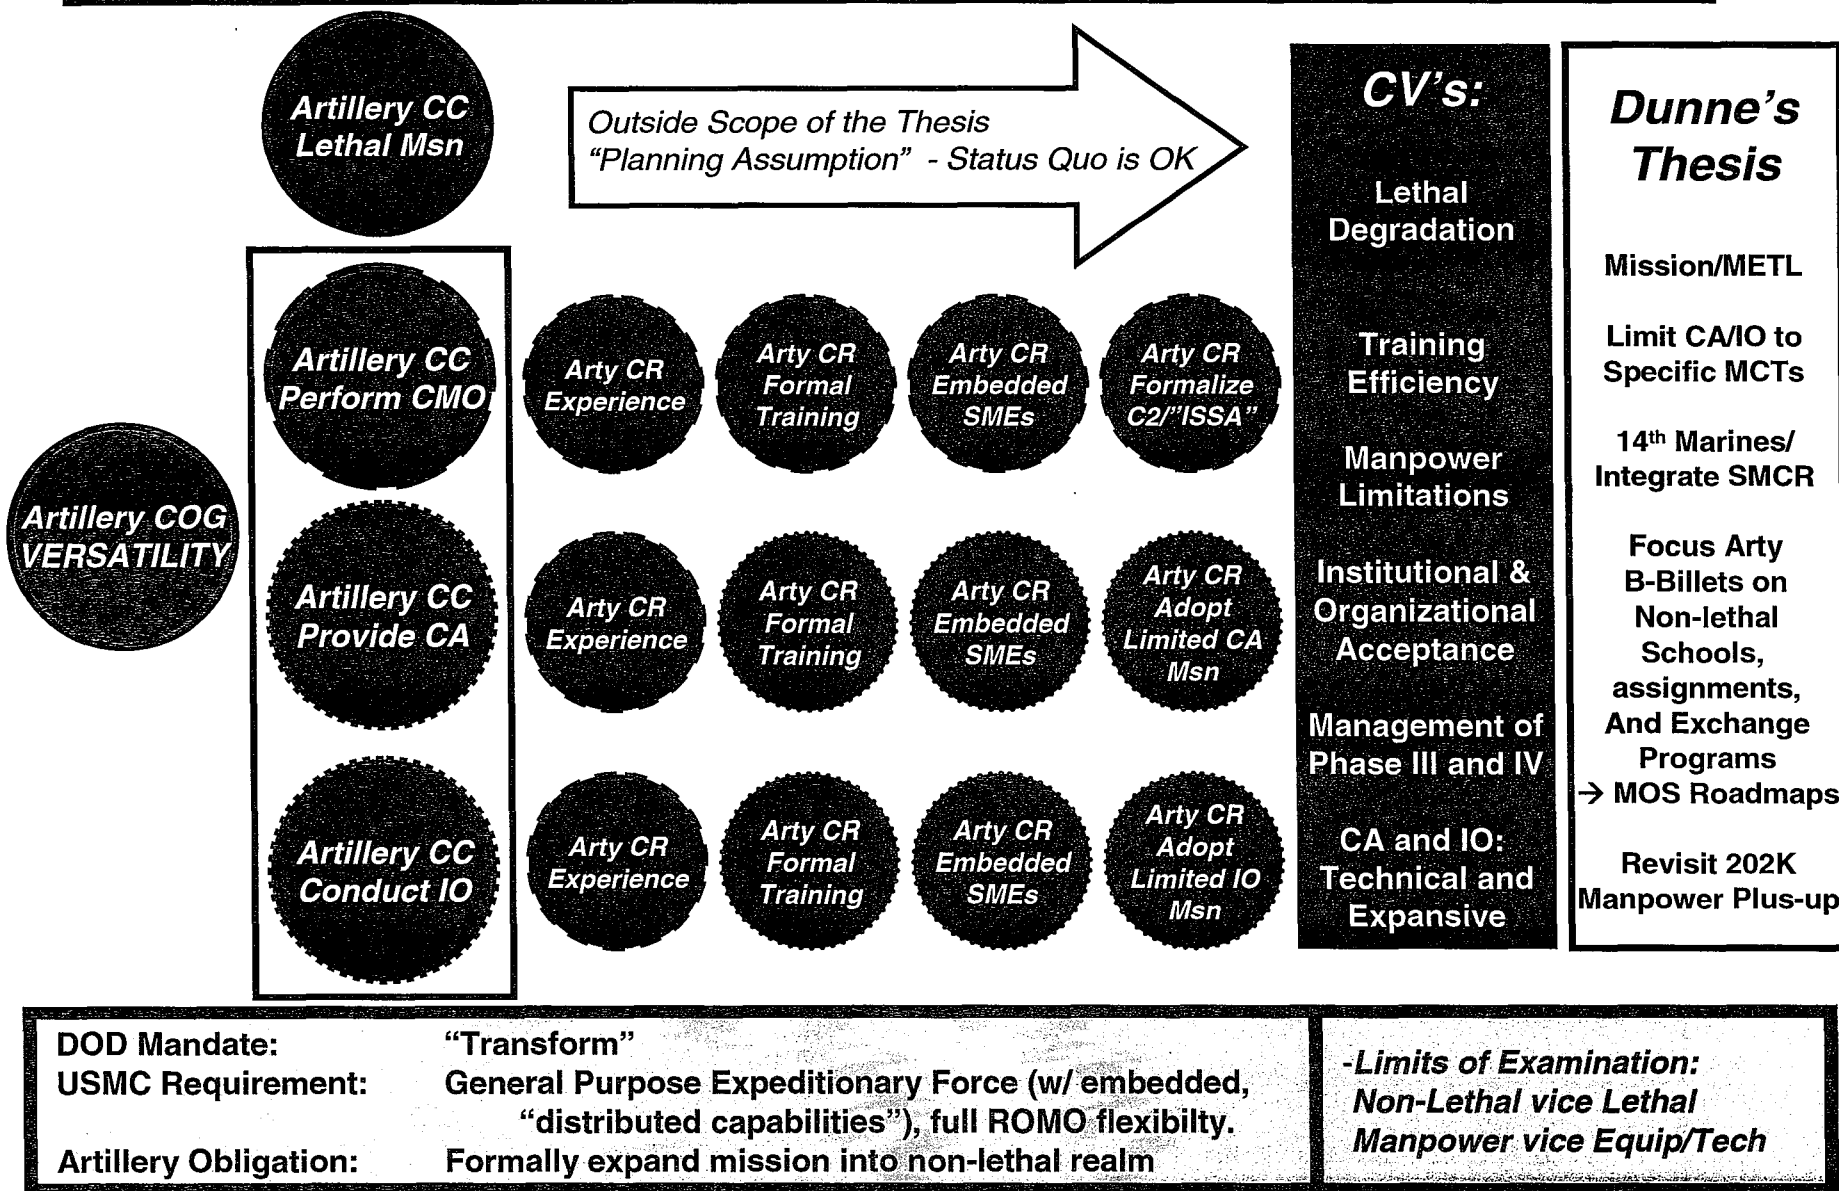 Artillery CC
Lethal Msn
Outside Scope of the Thesis
“Planning Assumption” - Status Quo is OK
Artillery COG
VERSATILITY
Artillery CC
Perform CMO
Arty CR
Experience
Arty CR
Formal
Training
Arty CR
Embedded
SMEs
Arty CR
Formalize
C2/”ISSA”
Artillery CC
Provide CA
Arty CR
Experience
Arty CR
Formal
Training
Arty CR
Embedded
SMEs
Arty CR
Adopt
Limited CA
Msn
Artillery CC
Conduct IO
Arty CR
Experience
Arty CR
Formal
Training
Arty CR
Embedded
SMEs
Arty CR
Adopt
Limited IO
Msn
CV's:
Lethal
Degradation
Training
Efficiency
Manpower
Limitations
Institutional &
Organizational
Acceptance
Management of
Phase III and IV
CA and IO:
Technical and
Expansive
Dunne's
Thesis
Mission/METL
Limit CA/IO to
Specific MCTs
14th Marines/
Integrate SMCR
Focus Arty
B-Billets on
Non-lethal
Schools,
assignments,
And Exchange
Programs
→ MOS Roadmaps
Revisit 202K
Manpower Plus-up
DOD Mandate: “Transform”
USMC Requirement: General Purpose Expeditionary Force (w/ embedded,
“distributed capabilities”), full ROMO flexibilty.
Artillery Obligation: Formally expand mission into non-lethal realm
-Limits of Examination:
Non-Lethal vice Lethal
Manpower vice Equip/Tech